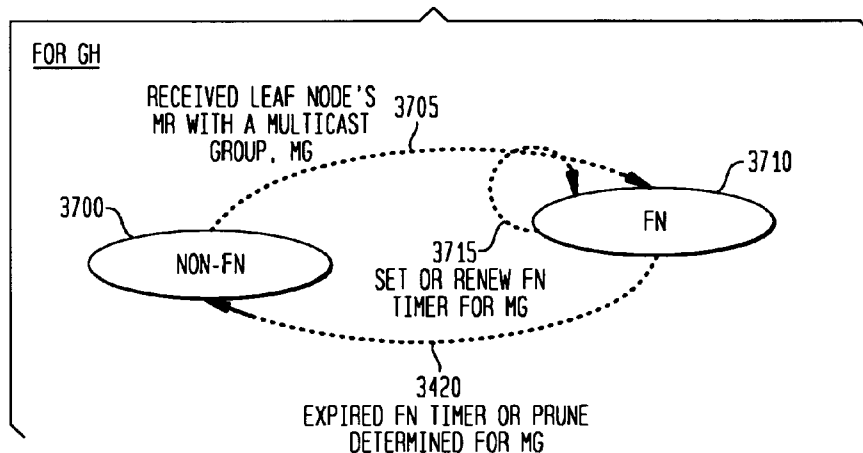 FOR GH
RECEIVED LEAF NODE'S
MR WITH A MULTICAST
GROUP, MG
3705
3710
3700
FN
NON-FN
3715
SET OR RENEW FN
TIMER FOR MG
3420
EXPIRED FN TIMER OR PRUNE
DETERMINED FOR MG